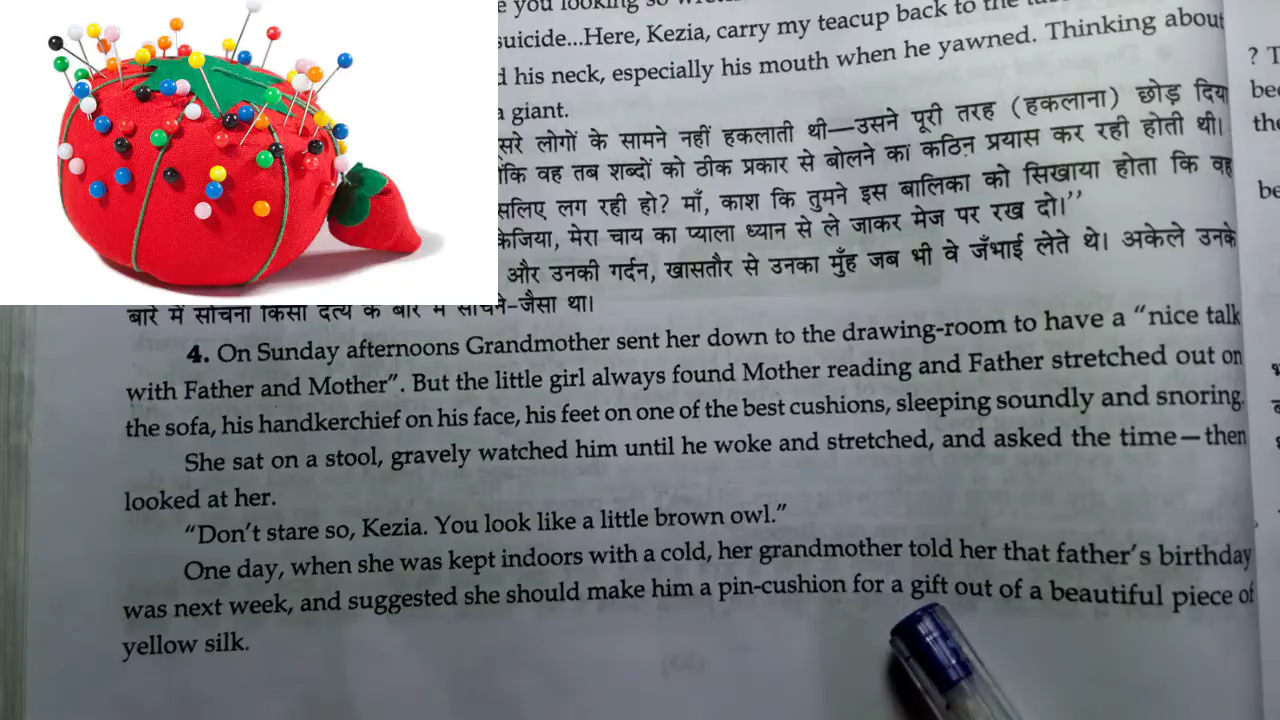 e you looking so
suicide...Here, Kezia, carry my teacup back to the
his neck, especially his mouth when he yawned. Thinking about
a giant.
सरे लोगों के सामने नहीं हकलाती थी—उसने पूरी तरह (हकलाना) छोड़ दिया
कि वह तब शब्दों को ठीक प्रकार से बोलने का कठिन प्रयास कर रही होती थी।
सलिए लग रही हो? माँ, काश कि तुमने इस बालिका को सिखाया होता कि वह
केजिया, मेरा चाय का प्याला ध्यान से ले जाकर मेज पर रख दो।”
और उनकी गर्दन, खासतौर से उनका मुँह जब भी वे जँभाई लेते थे। अकेले उनके
बारे में सोचना किसी दैत्य के बारे में सोचने-जैसा था।
4. On Sunday afternoons Grandmother sent her down to the drawing-room to have a “nice talk
with Father and Mother”. But the little girl always found Mother reading and Father stretched out on
the sofa, his handkerchief on his face, his feet on one of the best cushions, sleeping soundly and snoring.
She sat on a stool, gravely watched him until he woke and stretched, and asked the time—then
looked at her.
“Don't stare so, Kezia. You look like a little brown owl.”
One day, when she was kept indoors with a cold, her grandmother told her that father's birthday
was next week, and suggested she should make him a pin-cushion for a gift out of a beautiful piece of
yellow silk.
? T
bec
the
be